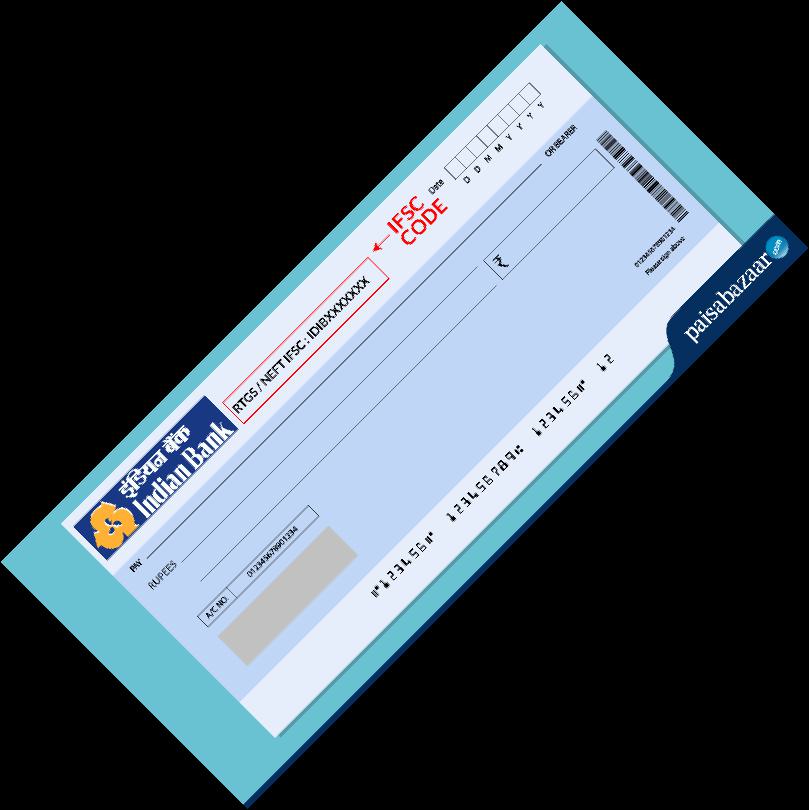 इंडियन बैंक
Indian Bank
RTGS / NEFT IFSC : IDIBXXXXXXX
IFSC
CODE
Date
D D M M Y Y Y Y
PAY
OR BEARER
RUPEES
₹
A/C NO.
012345678901234
012345678901234
Please sign above
⑈123456⑈ 123456789⑆ 123456⑈ 12
paisabazaar.com